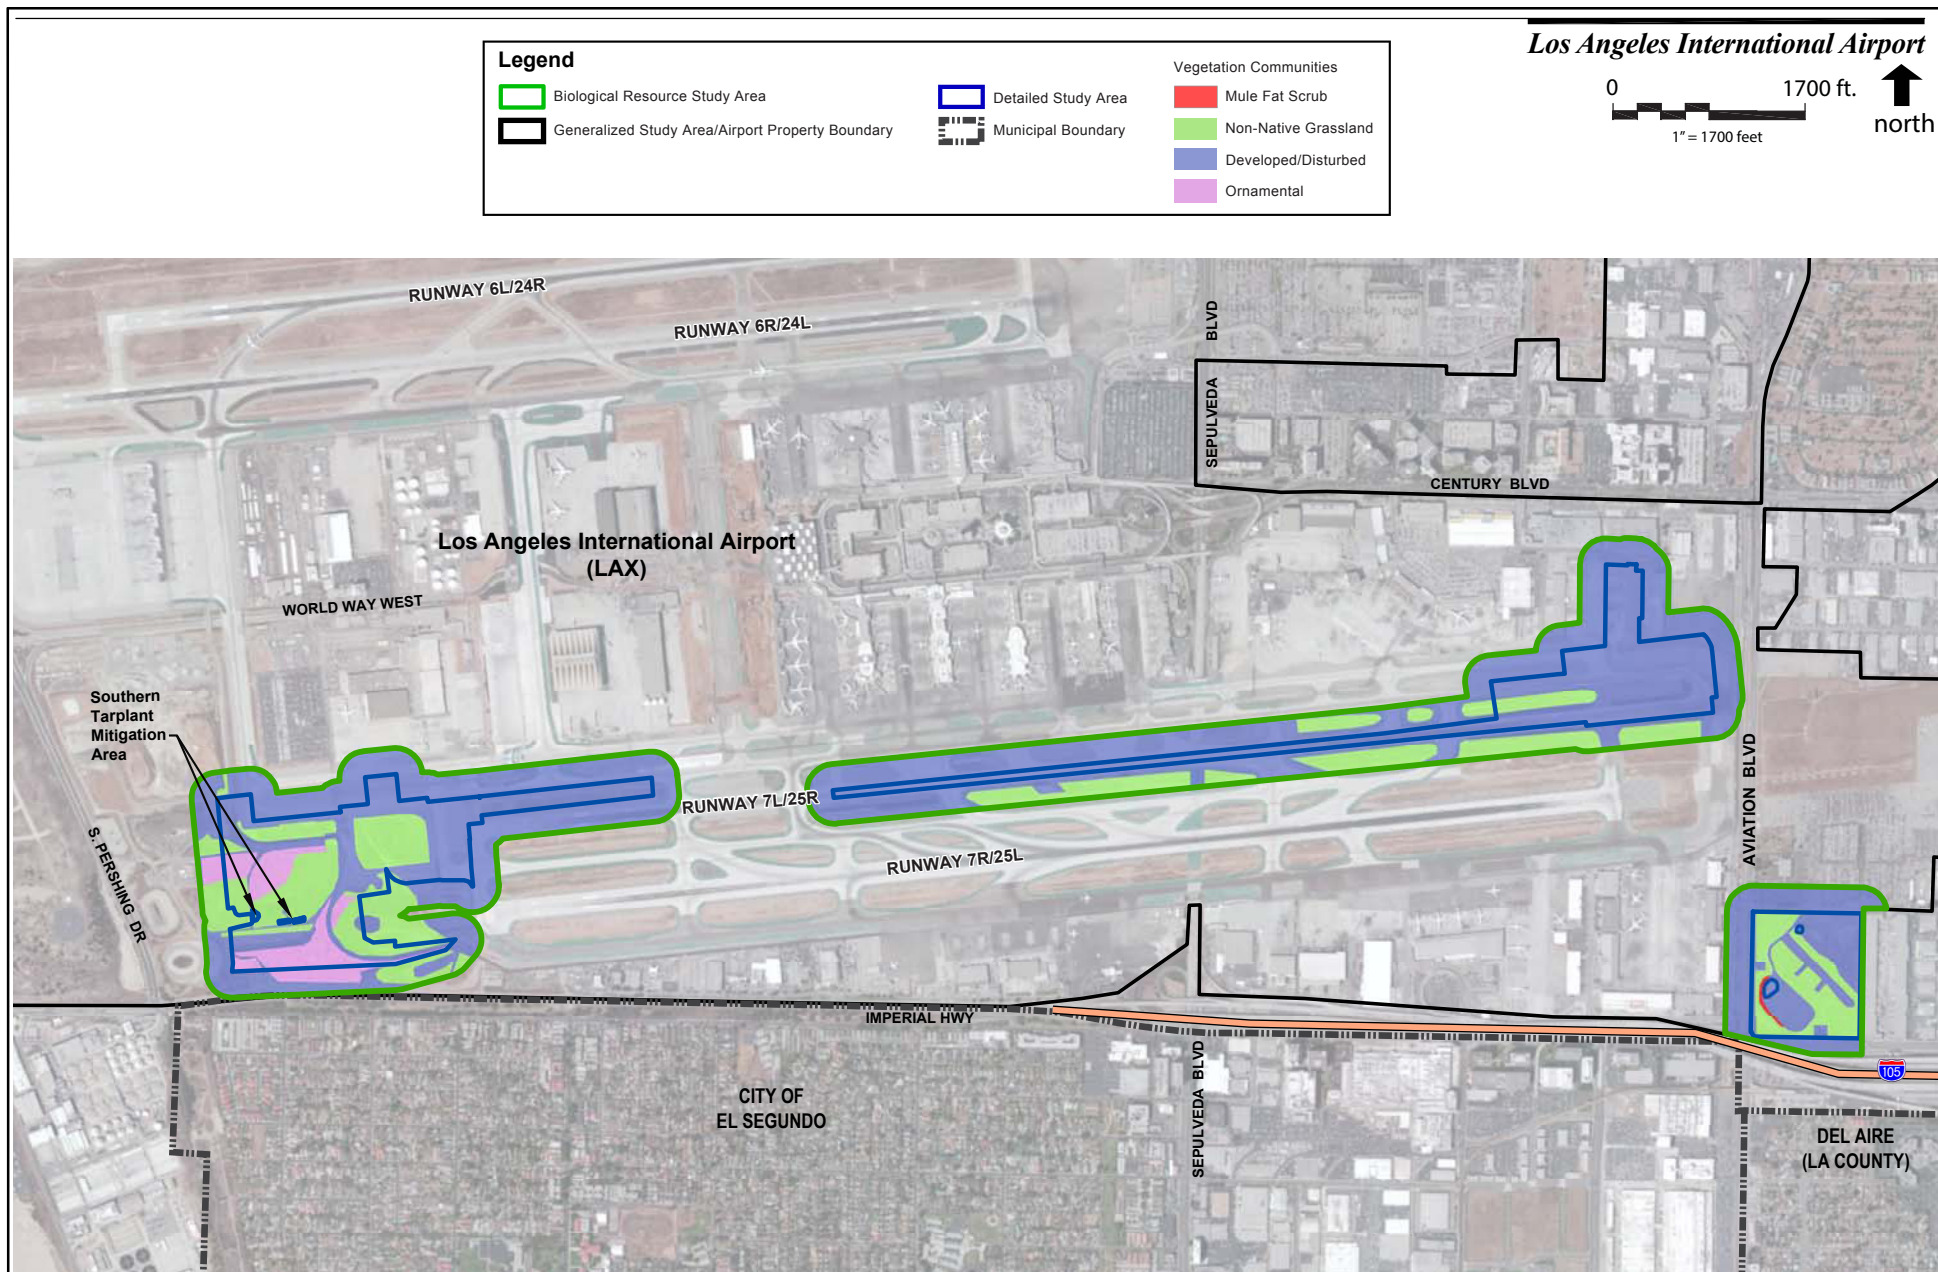 Los Angeles International Airport
0 1700 ft.
1" = 1700 feet
north
Legend
Biological Resource Study Area
Generalized Study Area/Airport Property Boundary
Detailed Study Area
Municipal Boundary
Vegetation Communities
Mule Fat Scrub
Non-Native Grassland
Developed/Disturbed
Ornamental
RUNWAY 6L/24R
RUNWAY 6R/24L
SEPULVEDA BLVD
CENTURY BLVD
Los Angeles International Airport
(LAX)
WORLD WAY WEST
Southern
Tarplant
Mitigation
Area
S. PERSHING DR
RUNWAY 7L/25R
RUNWAY 7R/25L
AVIATION BLVD
IMPERIAL HWY
SEPULVEDA BLVD
105
CITY OF
EL SEGUNDO
DEL AIRE
(LA COUNTY)